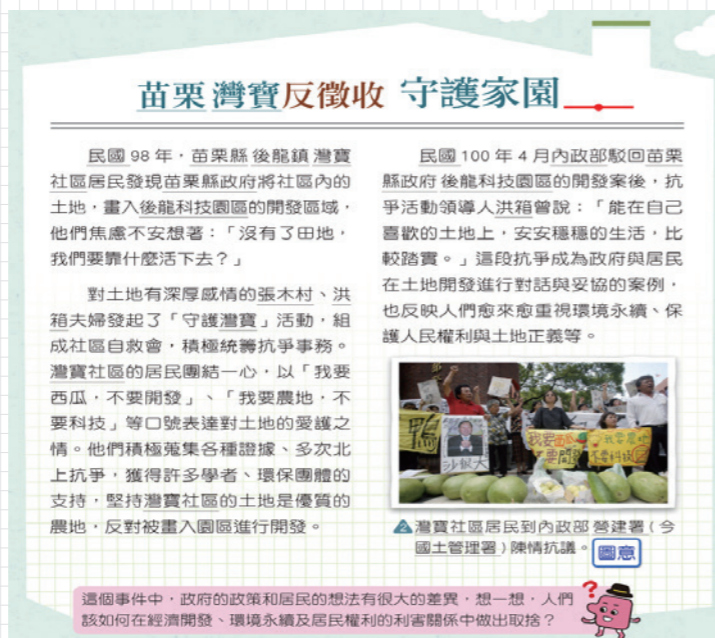 苗栗灣寶反徵收 守護家園
民國 98 年，苗栗縣後龍鎮灣寶
社區居民發現苗栗縣政府將社區內的
土地，畫入後龍科技園區的開發區域，
他們焦慮不安想著：「沒有了田地，
我們要靠什麼活下去？」
對土地有深厚感情的張木村、洪
箱夫婦發起了「守護灣寶」活動，組
成社區自救會，積極統籌抗爭事務。
灣寶社區的居民團結一心，以「我要
西瓜，不要開發」、「我要農地，不
要科技」等口號表達對土地的愛護之
情。他們積極蒐集各種證據、多次北
上抗爭，獲得許多學者、環保團體的
支持，堅持灣寶社區的土地是優質的
農地，反對被畫入園區進行開發。
民國 100 年 4 月內政部駁回苗栗
縣政府後龍科技園區的開發案後，抗
爭活動領導人洪箱曾說：「能在自己
喜歡的土地上，安安穩穩的生活，比
較踏實。」這段抗爭成為政府與居民
在土地開發進行對話與妥協的案例，
也反映人們愈來愈重視環境永續、保
護人民權利與土地正義等。
鴨
我要西瓜
不要開發
我要農地
不要科技
2 灣寶社區居民到內政部營建署（今
國土管理署）陳情抗議。
圖意
這個事件中，政府的政策和居民的想法有很大的差異，想一想，人們
該如何在經濟開發、環境永續及居民權利的利害關係中做出取捨？
?